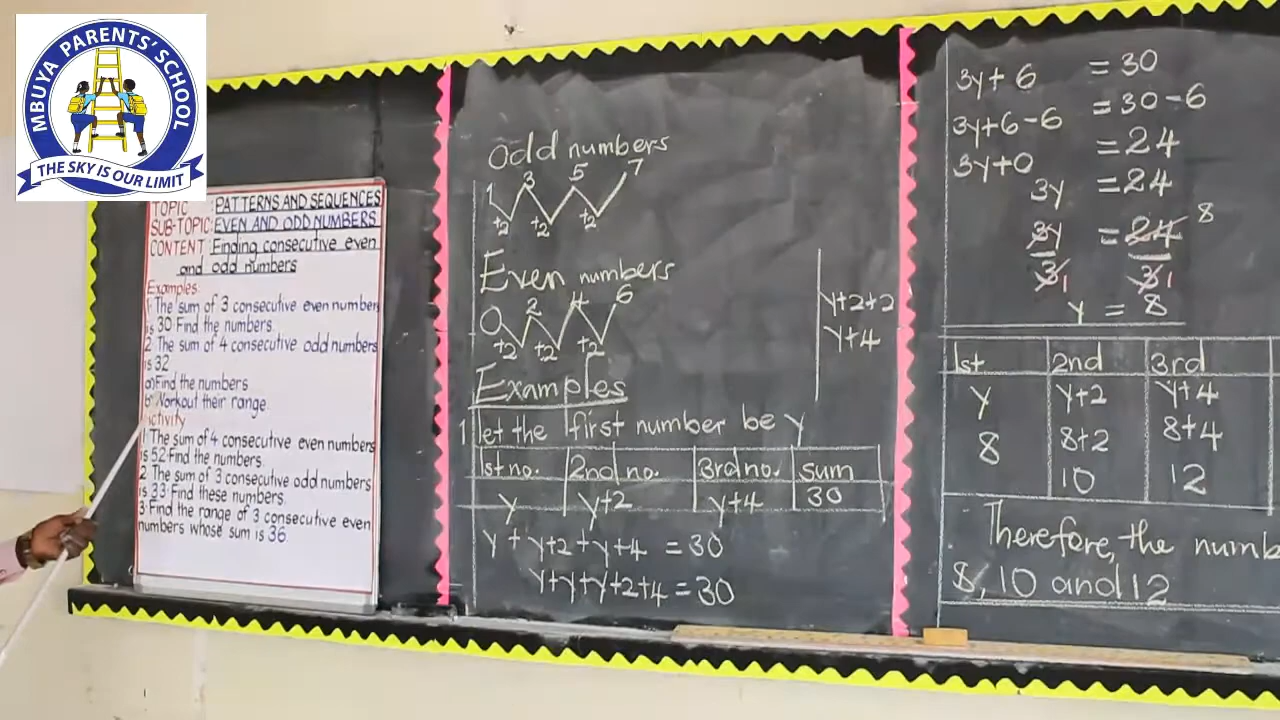 MBUYA PARENTS' SCHOOL
THE SKY IS OUR LIMIT
TOPIC : PATTERNS AND SEQUENCES
SUB-TOPIC: EVEN AND ODD NUMBERS
CONTENT : Finding consecutive even
and odd numbers
Examples
1. The sum of 3 consecutive even numbers
is 30 Find the numbers.
2. The sum of 4 consecutive odd numbers
is 32
a) Find the numbers
b) Workout their range.
Activity
1. The sum of 4 consecutive even numbers
is 52. Find the numbers.
2. The sum of 3 consecutive odd numbers
is 33 Find these numbers.
3. Find the range of 3 consecutive even
numbers whose sum is 36.
Odd numbers
1 3 5 7
+2 +2 +2
Even numbers
0 2 4 6
+2 +2 +2
y+2+2
y+4
Examples
1 let the first number be y
1st no. 2nd no. 3rd no. sum
y y+2 y+4 30
y + y+2 + y+4 = 30
y+y+y+2+4 = 30
3y+6 = 30
3y+6-6 = 30-6
3y+0 = 24
3y = 24
3y = 24 8
3 1 3 1
y = 8
1st 2nd 3rd
y y+2 y+4
8 8+2 8+4
10 12
Therefore, the numbe
8, 10 and 12